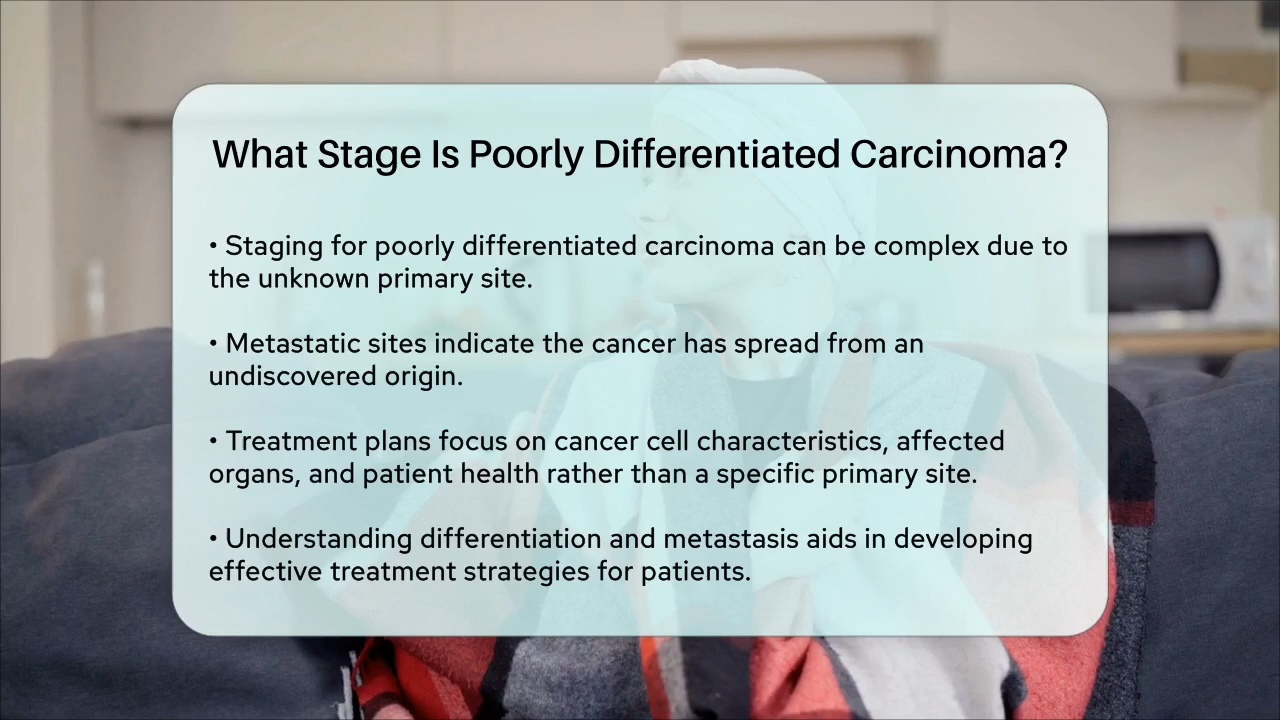 What Stage Is Poorly Differentiated Carcinoma?
• Staging for poorly differentiated carcinoma can be complex due to
the unknown primary site.
• Metastatic sites indicate the cancer has spread from an
undiscovered origin.
• Treatment plans focus on cancer cell characteristics, affected
organs, and patient health rather than a specific primary site.
• Understanding differentiation and metastasis aids in developing
effective treatment strategies for patients.